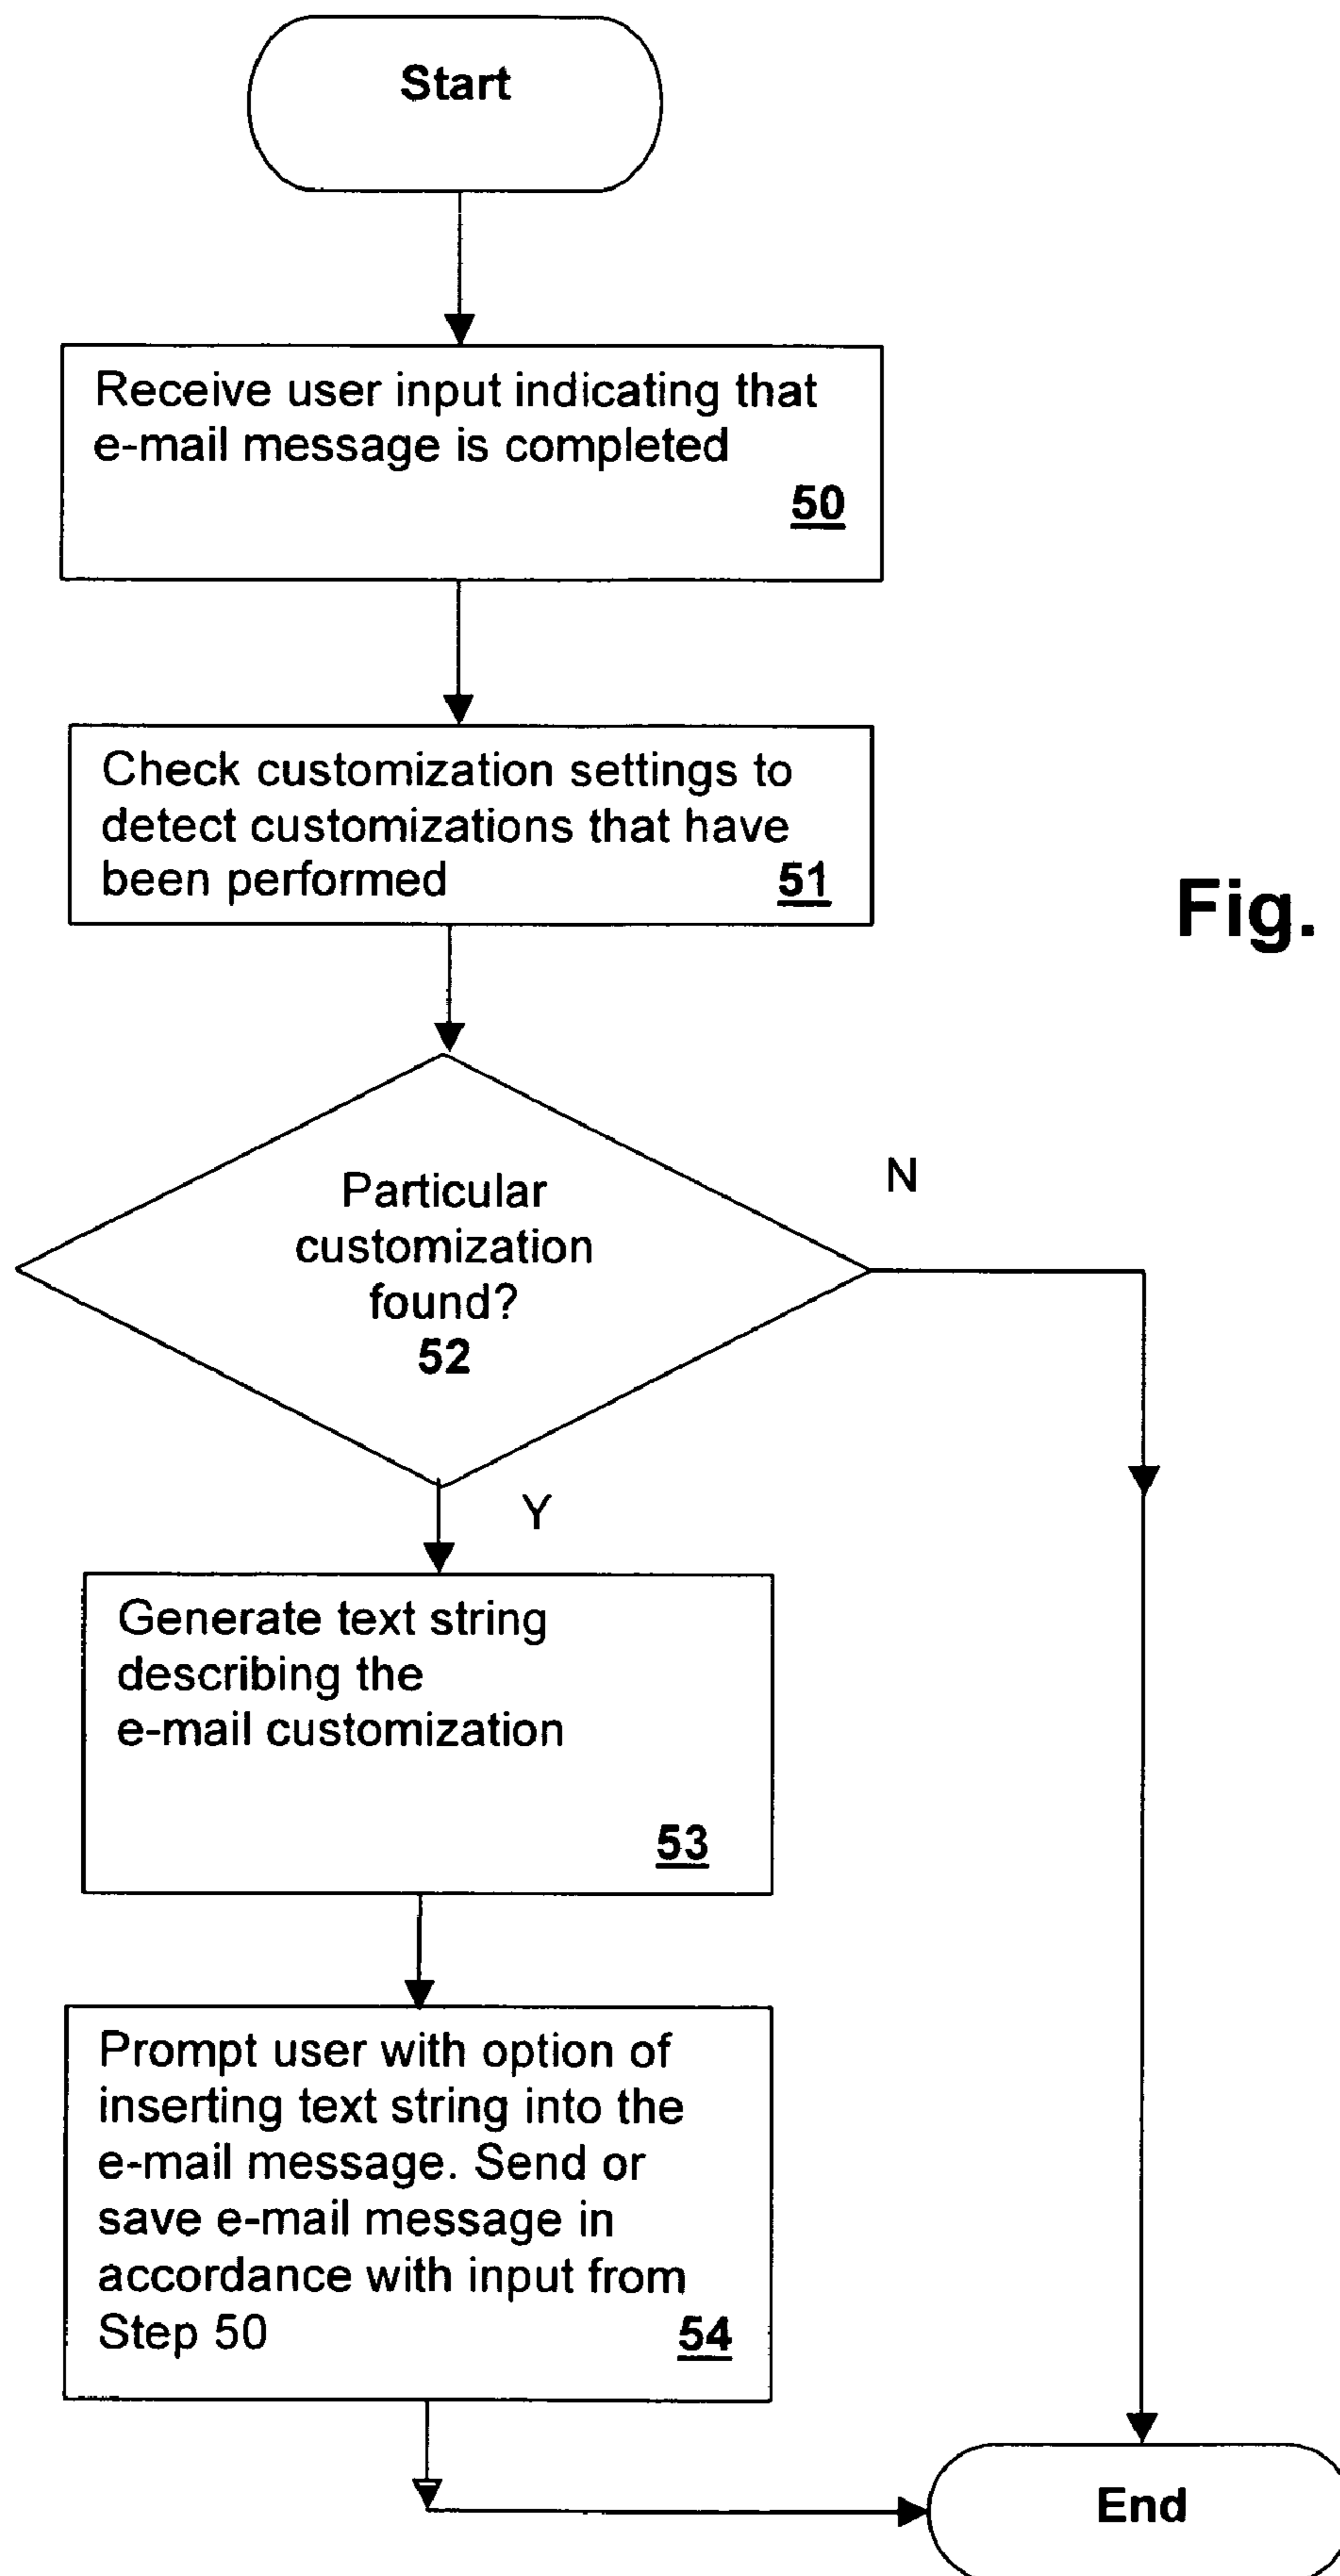 Start
Receive user input indicating that
e-mail message is completed
50
Check customization settings to
detect customizations that have
been performed 51
Fig.
Particular
customization
found?
52
N
Y
Generate text string
describing the
e-mail customization
53
Prompt user with option of
inserting text string into the
e-mail message. Send or
save e-mail message in
accordance with input from
Step 50 54
End